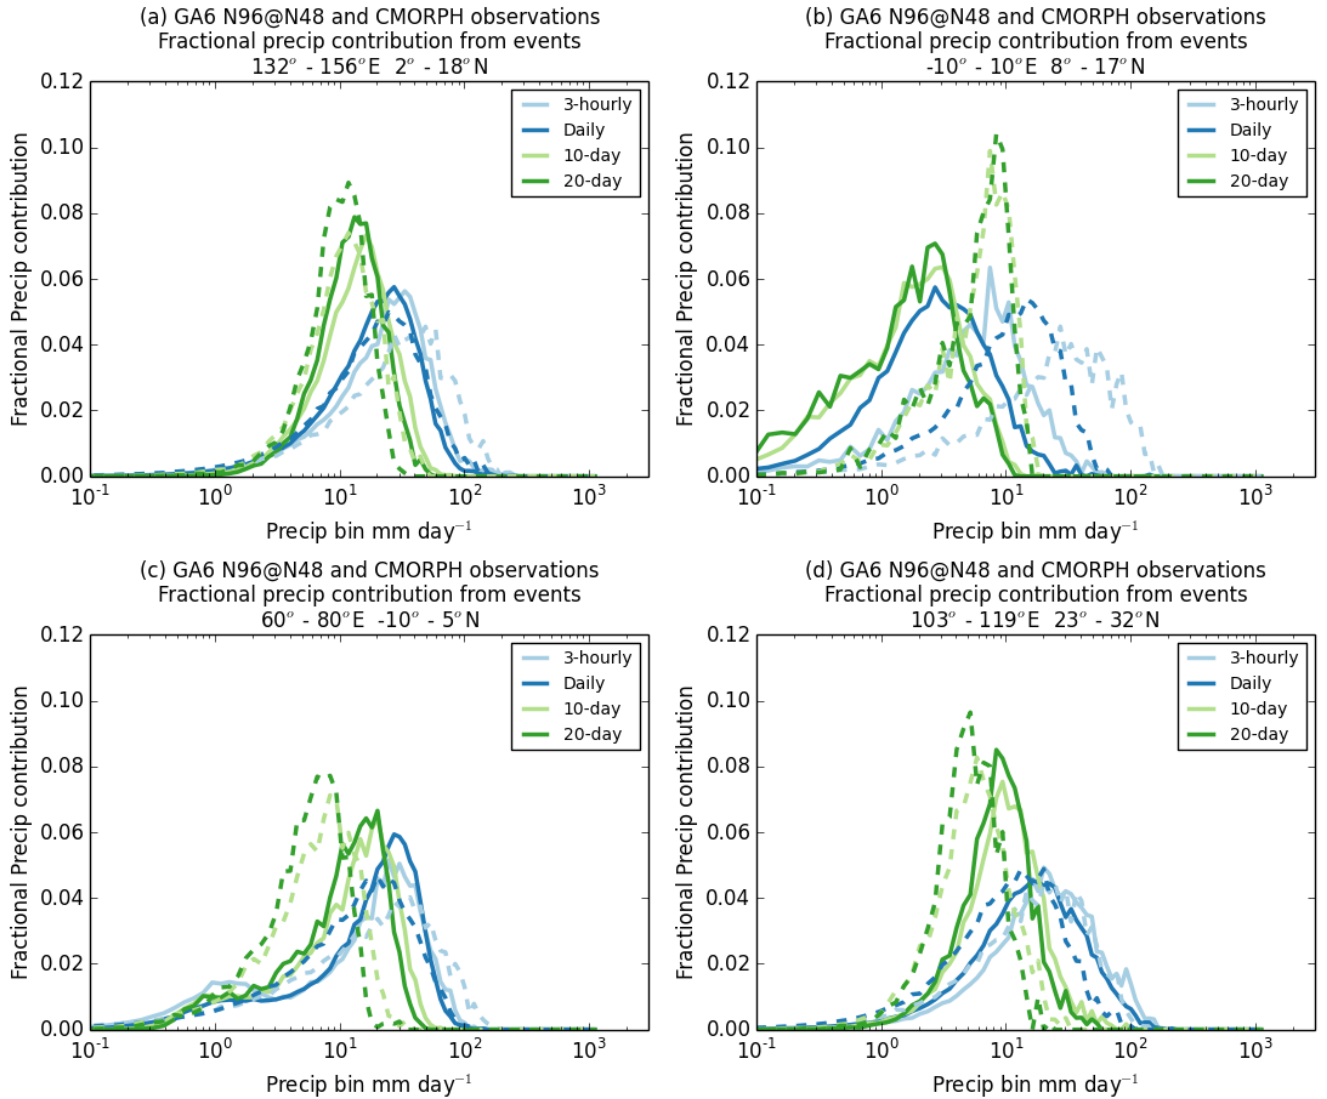 (a) GA6 N96@N48 and CMORPH observations
Fractional precip contribution from events
132° - 156°E 2° - 18°N
0.12
0.10
0.08
0.06
0.04
0.02
0.00
Fractional Precip contribution
3-hourly
Daily
10-day
20-day
10⁻¹ 10⁰ 10¹ 10² 10³
Precip bin mm day⁻¹
(b) GA6 N96@N48 and CMORPH observations
Fractional precip contribution from events
-10° - 10°E 8° - 17°N
0.12
0.10
0.08
0.06
0.04
0.02
0.00
Fractional Precip contribution
3-hourly
Daily
10-day
20-day
10⁻¹ 10⁰ 10¹ 10² 10³
Precip bin mm day⁻¹
(c) GA6 N96@N48 and CMORPH observations
Fractional precip contribution from events
60° - 80°E -10° - 5°N
0.12
0.10
0.08
0.06
0.04
0.02
0.00
Fractional Precip contribution
3-hourly
Daily
10-day
20-day
10⁻¹ 10⁰ 10¹ 10² 10³
Precip bin mm day⁻¹
(d) GA6 N96@N48 and CMORPH observations
Fractional precip contribution from events
103° - 119°E 23° - 32°N
0.12
0.10
0.08
0.06
0.04
0.02
0.00
Fractional Precip contribution
3-hourly
Daily
10-day
20-day
10⁻¹ 10⁰ 10¹ 10² 10³
Precip bin mm day⁻¹